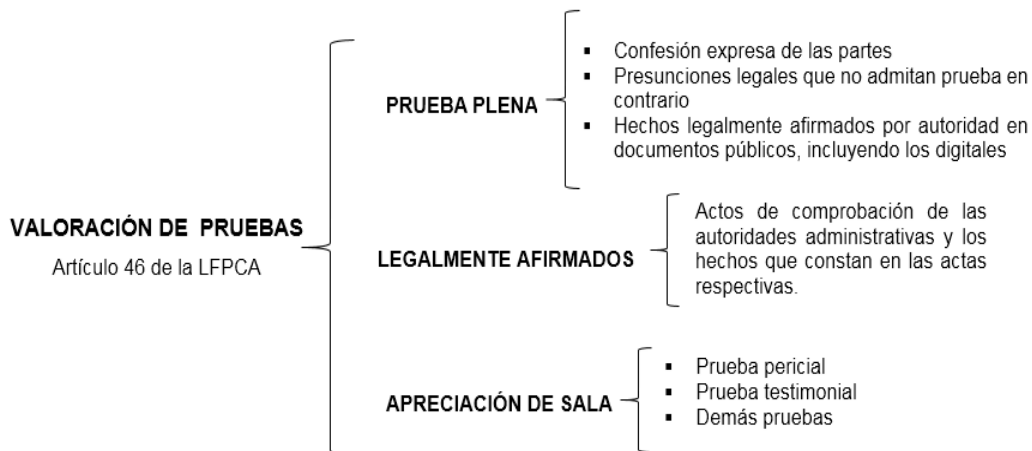 VALORACIÓN DE PRUEBAS
Artículo 46 de la LFPCA
PRUEBA PLENA
▪ Confesión expresa de las partes
▪ Presunciones legales que no admitan prueba en
contrario
▪ Hechos legalmente afirmados por autoridad en
documentos públicos, incluyendo los digitales
LEGALMENTE AFIRMADOS
Actos de comprobación de las
autoridades administrativas y los
hechos que constan en las actas
respectivas.
APRECIACIÓN DE SALA
▪ Prueba pericial
▪ Prueba testimonial
▪ Demás pruebas